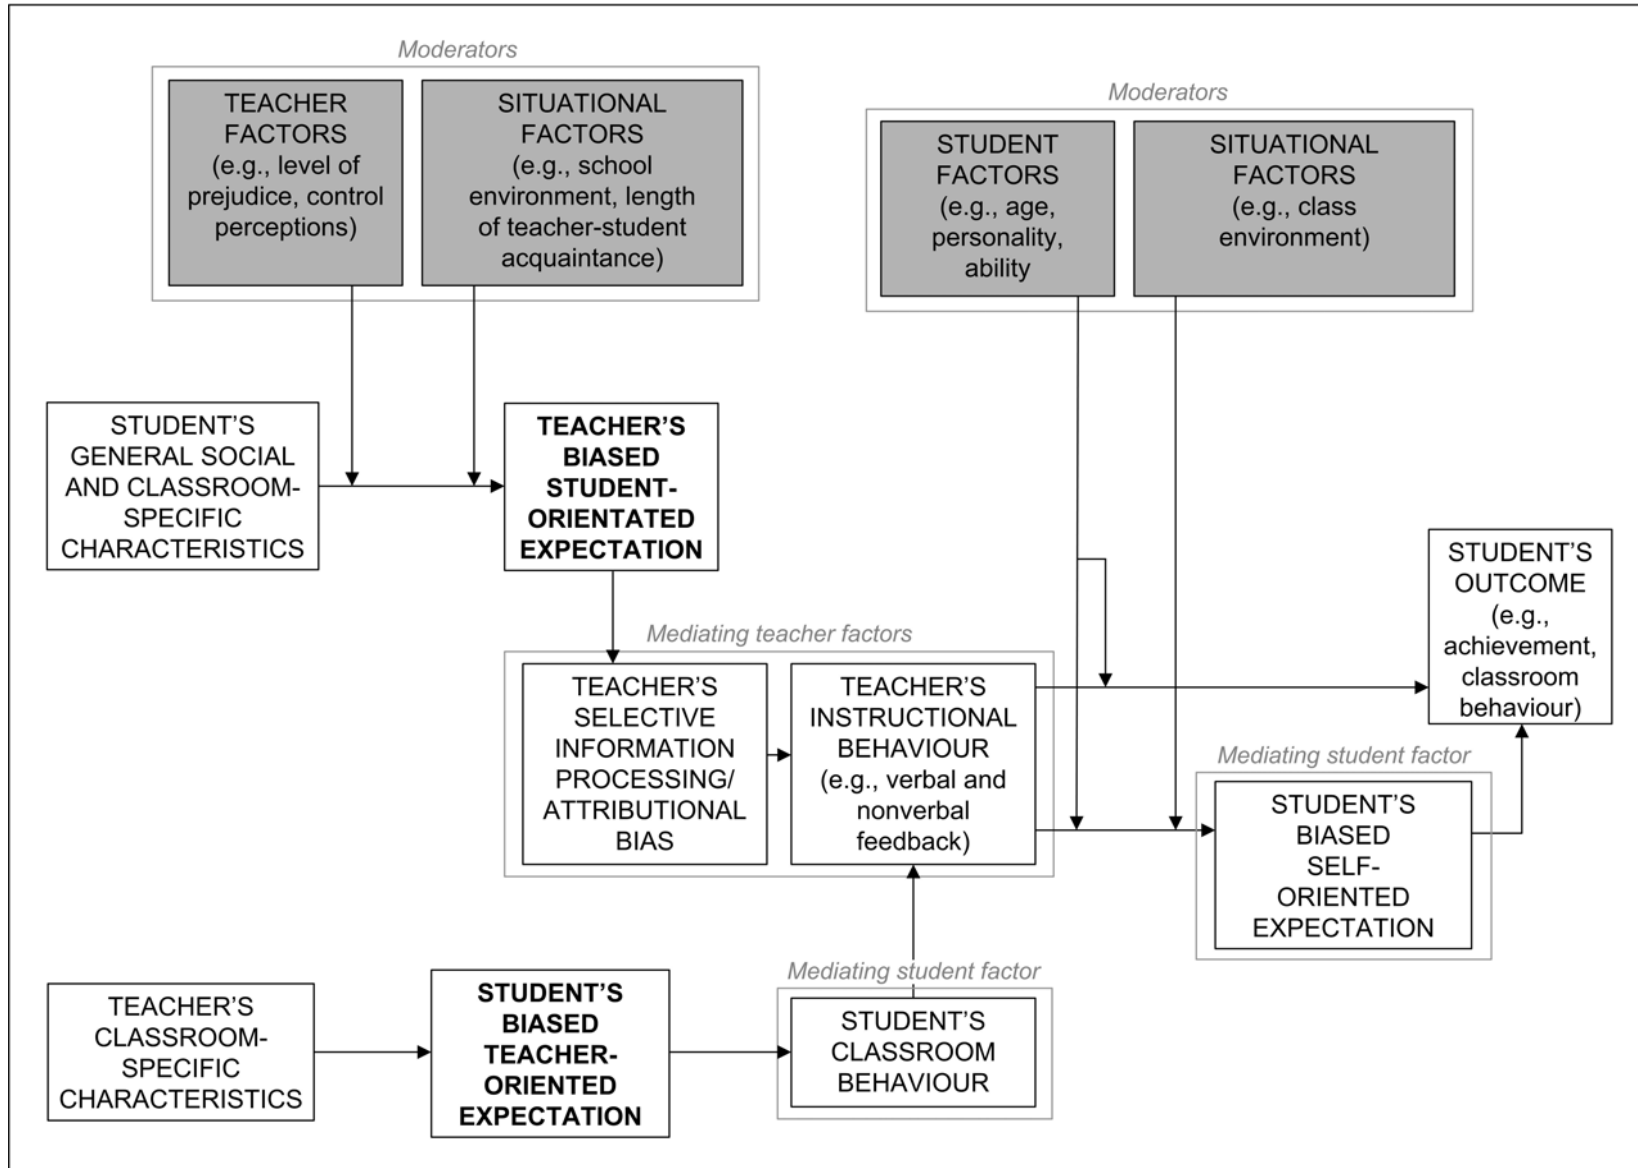 Moderators
TEACHER
FACTORS
(e.g., level of
prejudice, control
perceptions)
SITUATIONAL
FACTORS
(e.g., school
environment, length
of teacher-student
acquaintance)
Moderators
STUDENT
FACTORS
(e.g., age,
personality,
ability
SITUATIONAL
FACTORS
(e.g., class
environment)
STUDENT'S
GENERAL SOCIAL
AND CLASSROOM-
SPECIFIC
CHARACTERISTICS
TEACHER'S
BIASED
STUDENT-
ORIENTATED
EXPECTATION
STUDENT'S
OUTCOME
(e.g.,
achievement,
classroom
behaviour)
Mediating teacher factors
TEACHER'S
SELECTIVE
INFORMATION
PROCESSING/
ATTRIBUTIONAL
BIAS
TEACHER'S
INSTRUCTIONAL
BEHAVIOUR
(e.g., verbal and
nonverbal
feedback)
Mediating student factor
STUDENT'S
BIASED
SELF-
ORIENTED
EXPECTATION
Mediating student factor
TEACHER'S
CLASSROOM-
SPECIFIC
CHARACTERISTICS
STUDENT'S
BIASED
TEACHER-
ORIENTED
EXPECTATION
STUDENT'S
CLASSROOM
BEHAVIOUR